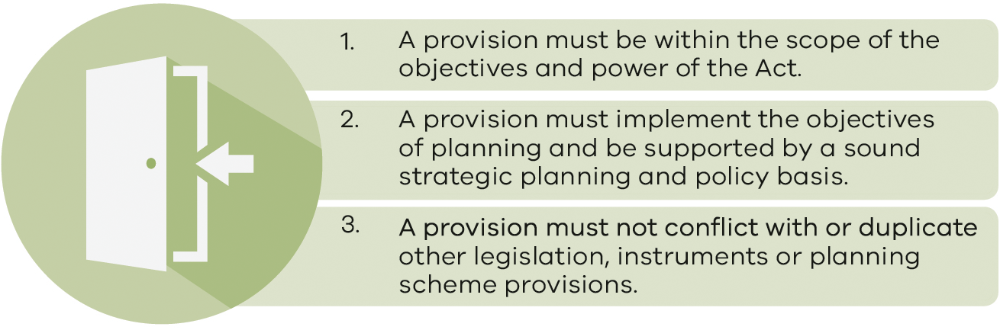 1. A provision must be within the scope of the
objectives and power of the Act.
2. A provision must implement the objectives
of planning and be supported by a sound
strategic planning and policy basis.
3. A provision must not conflict with or duplicate
other legislation, instruments or planning
scheme provisions.